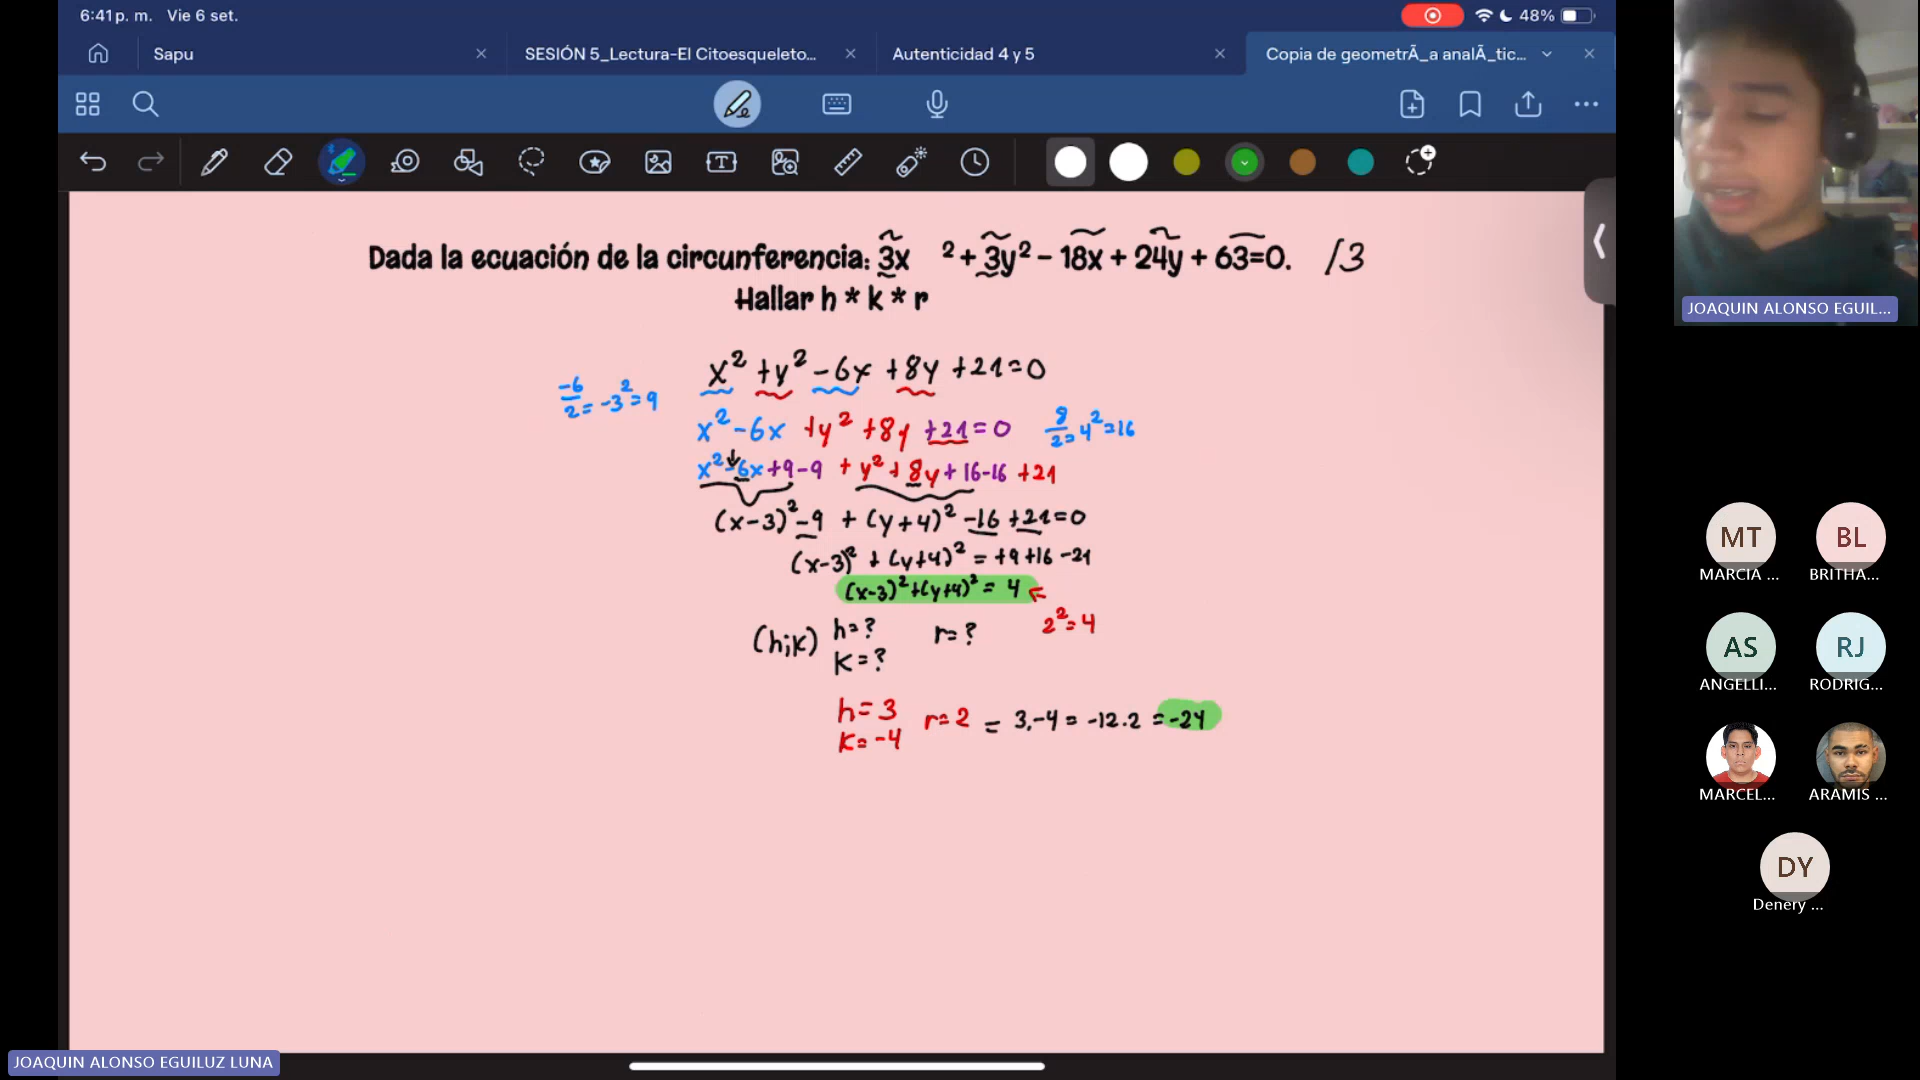 6:41 p. m. Vie 6 set.
48%
Sapu
SESIÓN 5_Lectura-El Citoesqueleto...
Autenticidad 4 y 5
Copia de geometrÃ_a analÃ_tic...
Dada la ecuación de la circunferencia: 3x ² + 3y² - 18x + 24y + 63=0. /3
Hallar h * k * r
x² + y² - 6x + 8y + 21 = 0
-6/2 = -3² = 9
x² - 6x + y² + 8y + 21 = 0
8/2 = 4² = 16
x² - 6x + 9 - 9 + y² + 8y + 16 - 16 + 21
(x-3)² - 9 + (y+4)² - 16 + 21 = 0
(x-3)² + (y+4)² = +9 +16 -21
(x-3)² + (y+4)² = 4
2² = 4
(h;k) h = ? r = ?
k = ?
h = 3 r = 2 = 3.-4 = -12.2 = -24
k = -4
JOAQUIN ALONSO EGUIL...
MT
MARCIA ...
BL
BRITHA...
AS
ANGELLI...
RJ
RODRIG...
MARCEL...
ARAMIS ...
DY
Denery ...
JOAQUIN ALONSO EGUILUZ LUNA